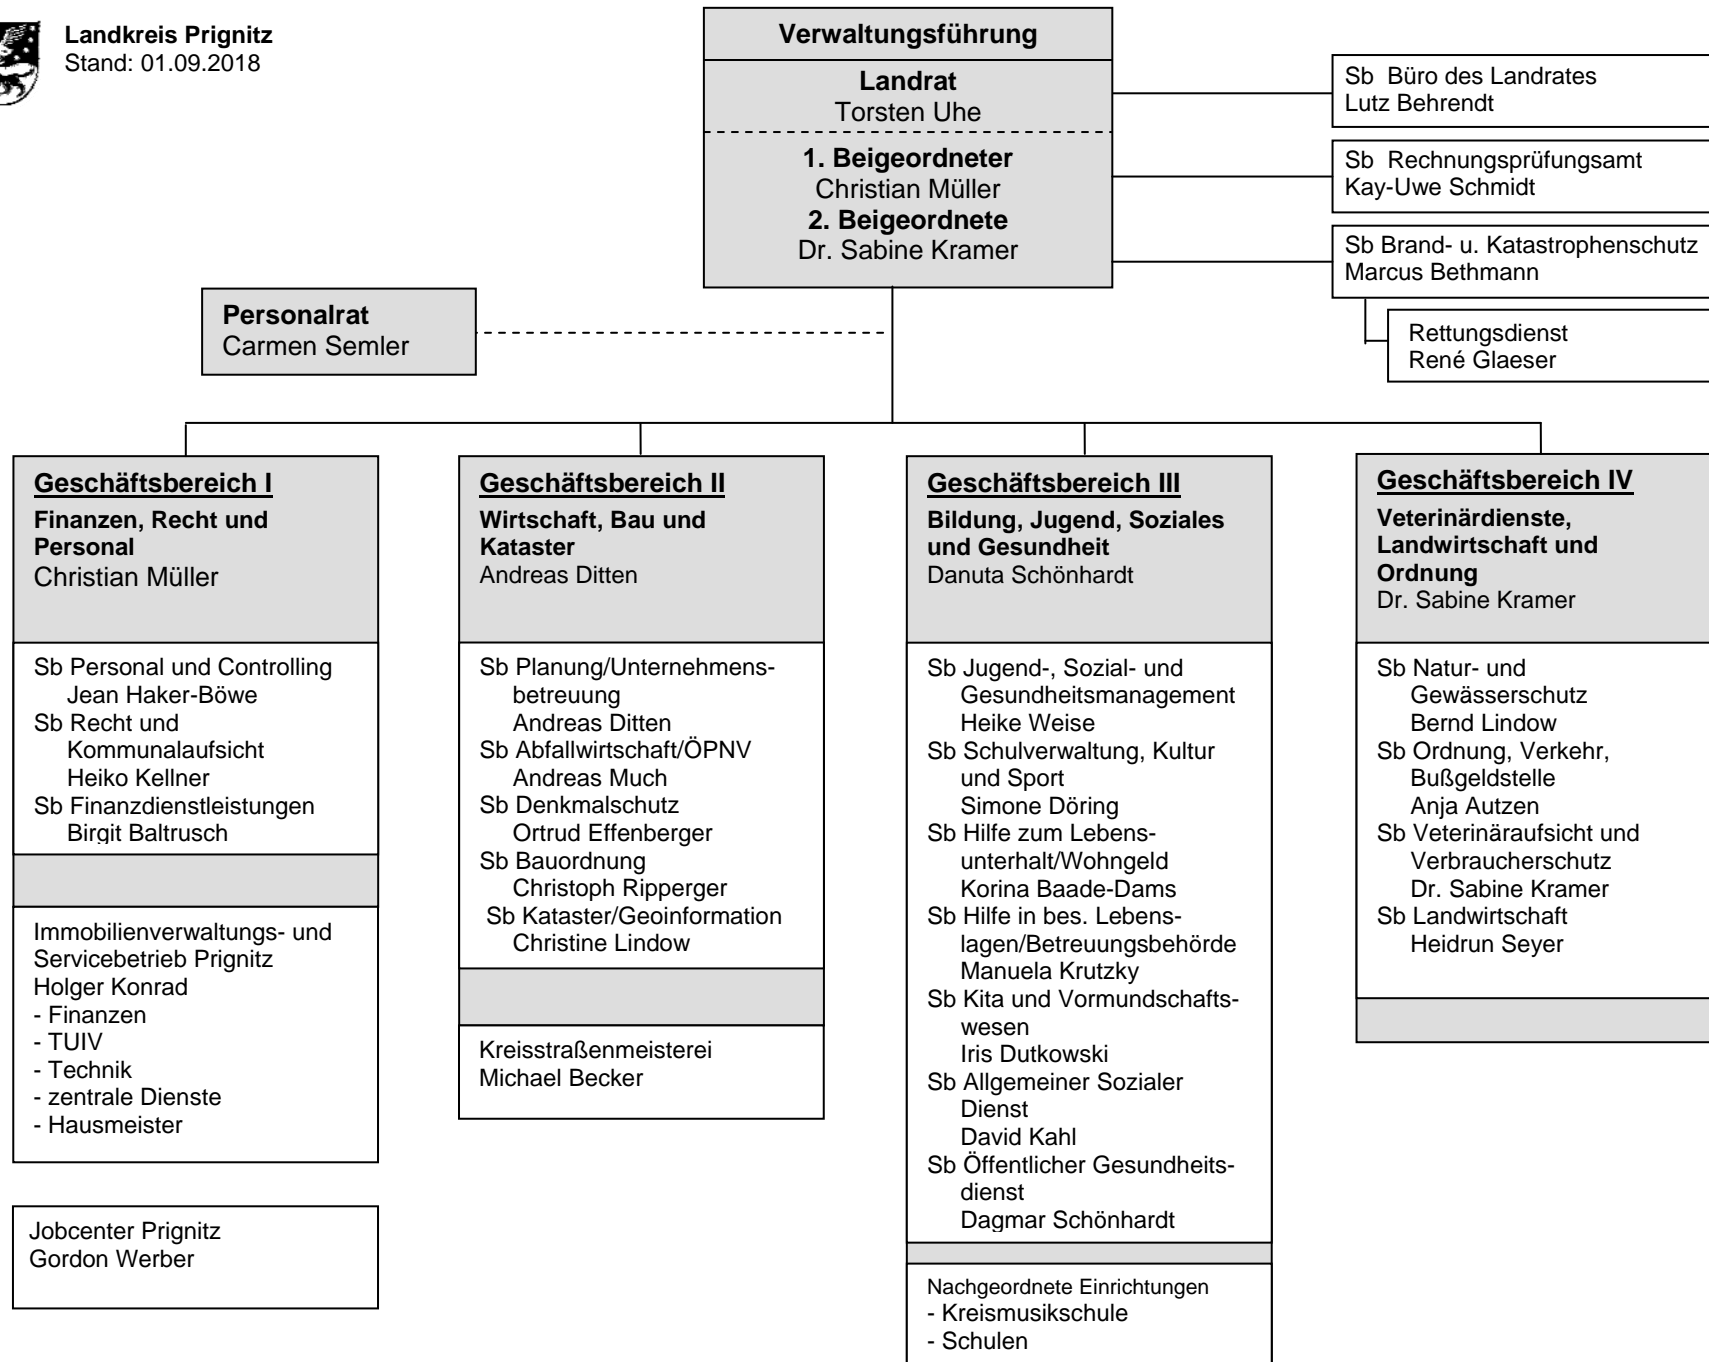 Landkreis Prignitz
Stand: 01.09.2018
Verwaltungsführung
Landrat
Torsten Uhe
1. Beigeordneter
Christian Müller
2. Beigeordnete
Dr. Sabine Kramer
Sb  Büro des Landrates
Lutz Behrendt
Sb  Rechnungsprüfungsamt
Kay-Uwe Schmidt
Sb Brand- u. Katastrophenschutz
Marcus Bethmann
Rettungsdienst
René Glaeser
Personalrat
Carmen Semler
Geschäftsbereich I
Finanzen, Recht und
Personal
Christian Müller
Sb Personal und Controlling
Jean Haker-Böwe
Sb Recht und
Kommunalaufsicht
Heiko Kellner
Sb Finanzdienstleistungen
Birgit Baltrusch
Immobilienverwaltungs- und
Servicebetrieb Prignitz
Holger Konrad
- Finanzen
- TUIV
- Technik
- zentrale Dienste
- Hausmeister
Jobcenter Prignitz
Gordon Werber
Geschäftsbereich II
Wirtschaft, Bau und
Kataster
Andreas Ditten
Sb Planung/Unternehmens-
betreuung
Andreas Ditten
Sb Abfallwirtschaft/ÖPNV
Andreas Much
Sb Denkmalschutz
Ortrud Effenberger
Sb Bauordnung
Christoph Ripperger
Sb Kataster/Geoinformation
Christine Lindow
Kreisstraßenmeisterei
Michael Becker
Geschäftsbereich III
Bildung, Jugend, Soziales
und Gesundheit
Danuta Schönhardt
Sb Jugend-, Sozial- und
Gesundheitsmanagement
Heike Weise
Sb Schulverwaltung, Kultur
und Sport
Simone Döring
Sb Hilfe zum Lebens-
unterhalt/Wohngeld
Korina Baade-Dams
Sb Hilfe in bes. Lebens-
lagen/Betreuungsbehörde
Manuela Krutzky
Sb Kita und Vormundschafts-
wesen
Iris Dutkowski
Sb Allgemeiner Sozialer
Dienst
David Kahl
Sb Öffentlicher Gesundheits-
dienst
Dagmar Schönhardt
Nachgeordnete Einrichtungen
- Kreismusikschule
- Schulen
Geschäftsbereich IV
Veterinärdienste,
Landwirtschaft und
Ordnung
Dr. Sabine Kramer
Sb Natur- und
Gewässerschutz
Bernd Lindow
Sb Ordnung, Verkehr,
Bußgeldstelle
Anja Autzen
Sb Veterinäraufsicht und
Verbraucherschutz
Dr. Sabine Kramer
Sb Landwirtschaft
Heidrun Seyer